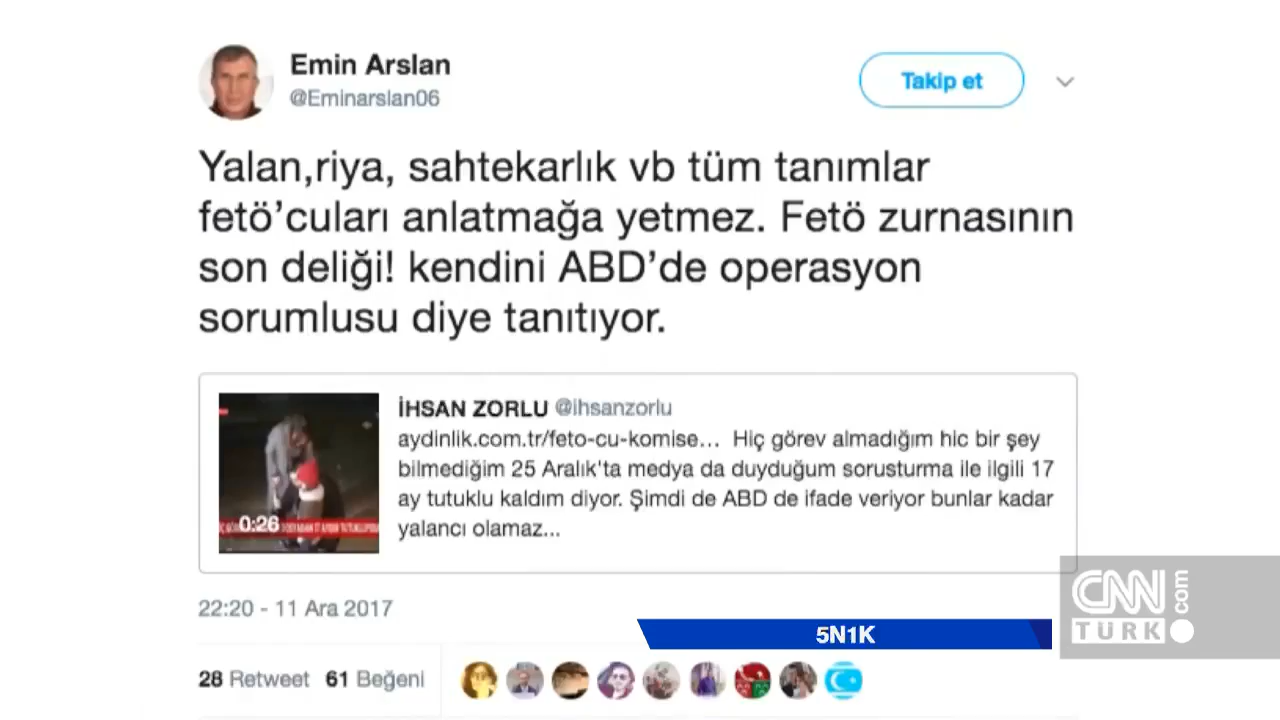 Emin Arslan
@Eminarslan06
Takip et
Yalan,riya, sahtekarlık vb tüm tanımlar
fetö'cuları anlatmağa yetmez. Fetö zurnasının
son deliği! kendini ABD'de operasyon
sorumlusu diye tanıtıyor.
İHSAN ZORLU @ihsanzorlu
aydinlik.com.tr/feto-cu-komise... Hiç görev almadığım hic bir şey
bilmediğim 25 Aralık'ta medya da duyduğum sorusturma ile ilgili 17
ay tutuklu kaldım diyor. Şimdi de ABD de ifade veriyor bunlar kadar
yalancı olamaz...
0:26
22:20 - 11 Ara 2017
5N1K
CNN
TURK
.com
28 Retweet 61 Beğeni